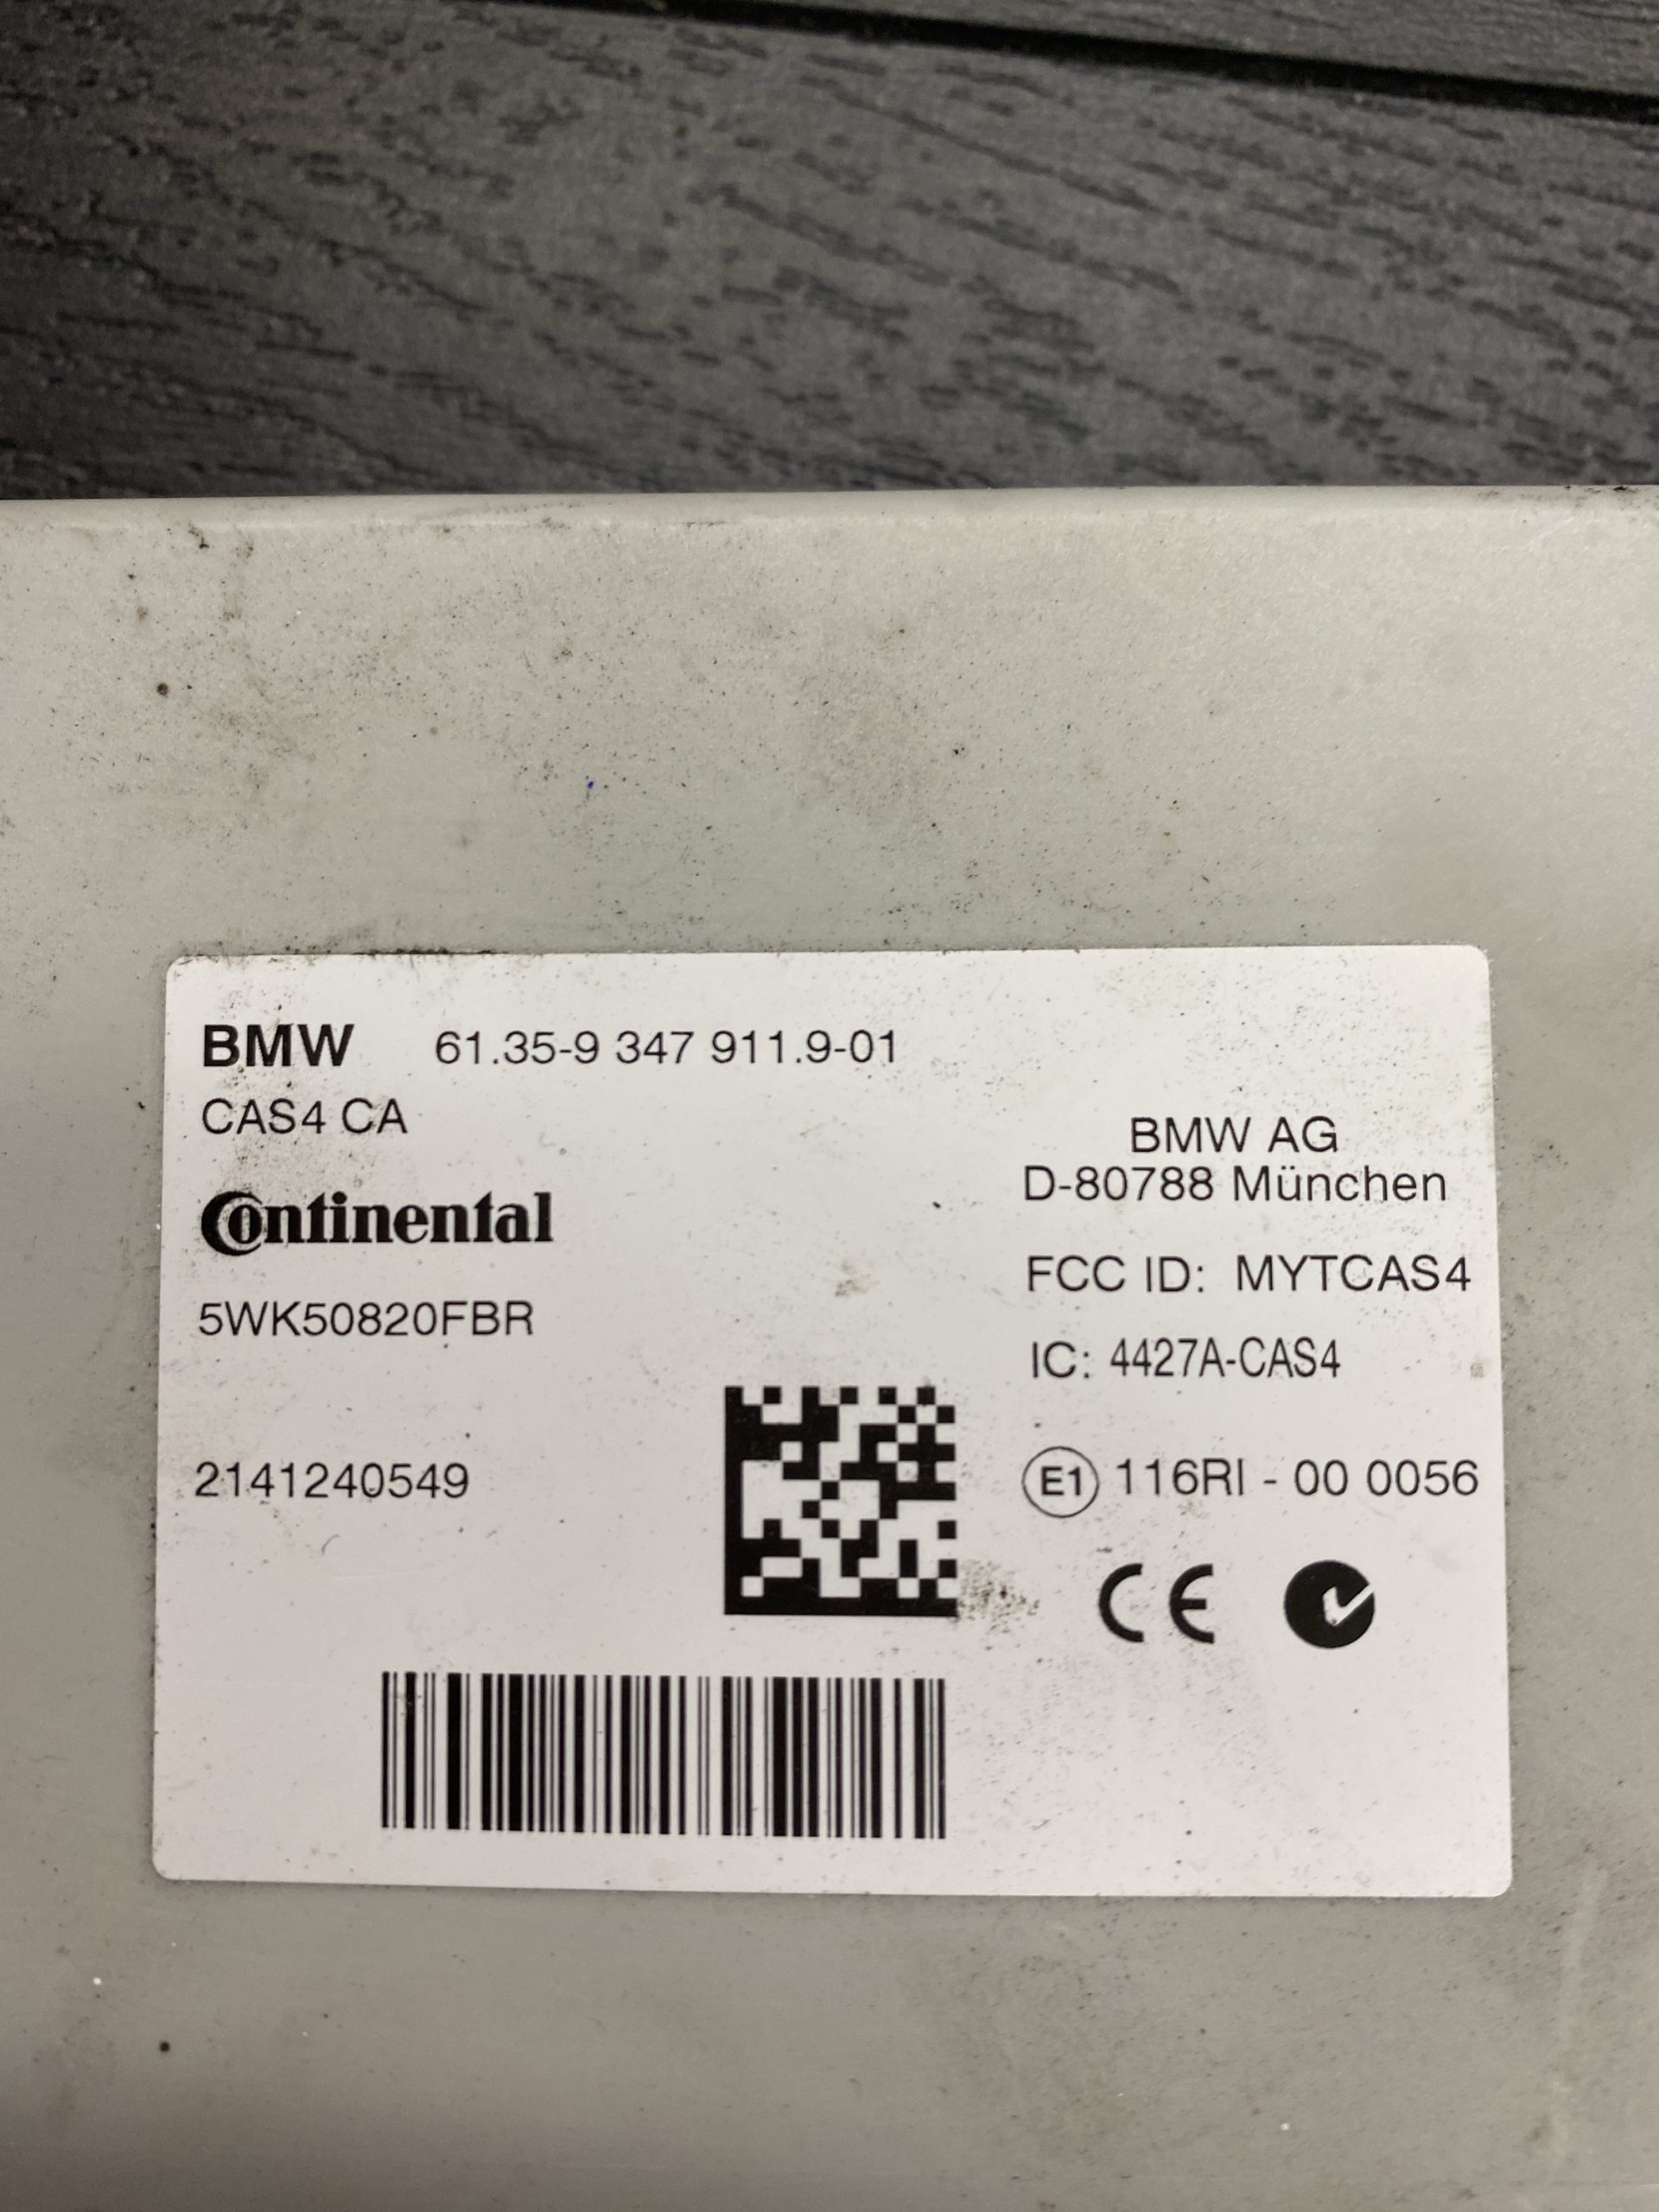 BMW 61.35-9 347 911.9-01
CAS4 CA
Continental
5WK50820FBR
2141240549
BMW AG
D-80788 München
FCC ID: MYTCAS4
IC: 4427A-CAS4
E1 116RI - 00 0056
CE